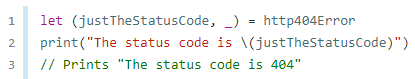 1 let (justTheStatusCode, _) = http404Error
2 print("The status code is \(justTheStatusCode)")
3 // Prints "The status code is 404"